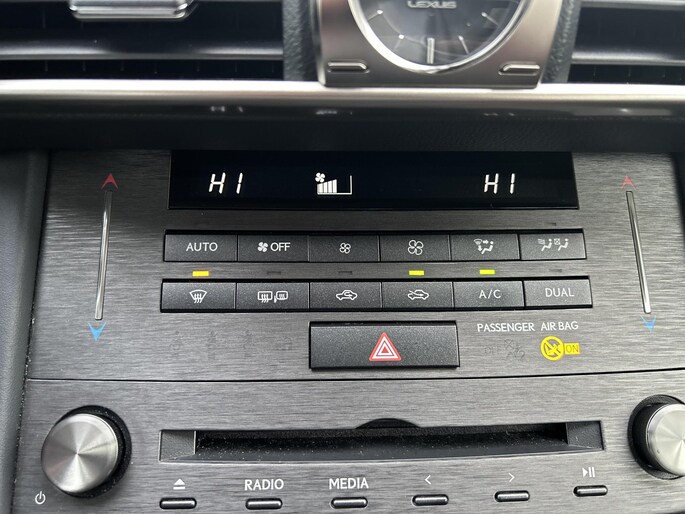 LEXUS
HI HI
AUTO OFF
A/C DUAL
PASSENGER AIR BAG
ON
RADIO MEDIA < >